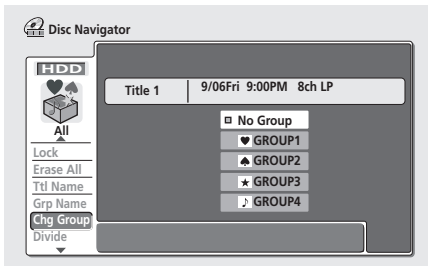 Disc Navigator
HDD
All
Lock
Erase All
Ttl Name
Grp Name
Chg Group
Divide
Title 1 9/06Fri 9:00PM 8ch LP
No Group
GROUP1
GROUP2
GROUP3
GROUP4